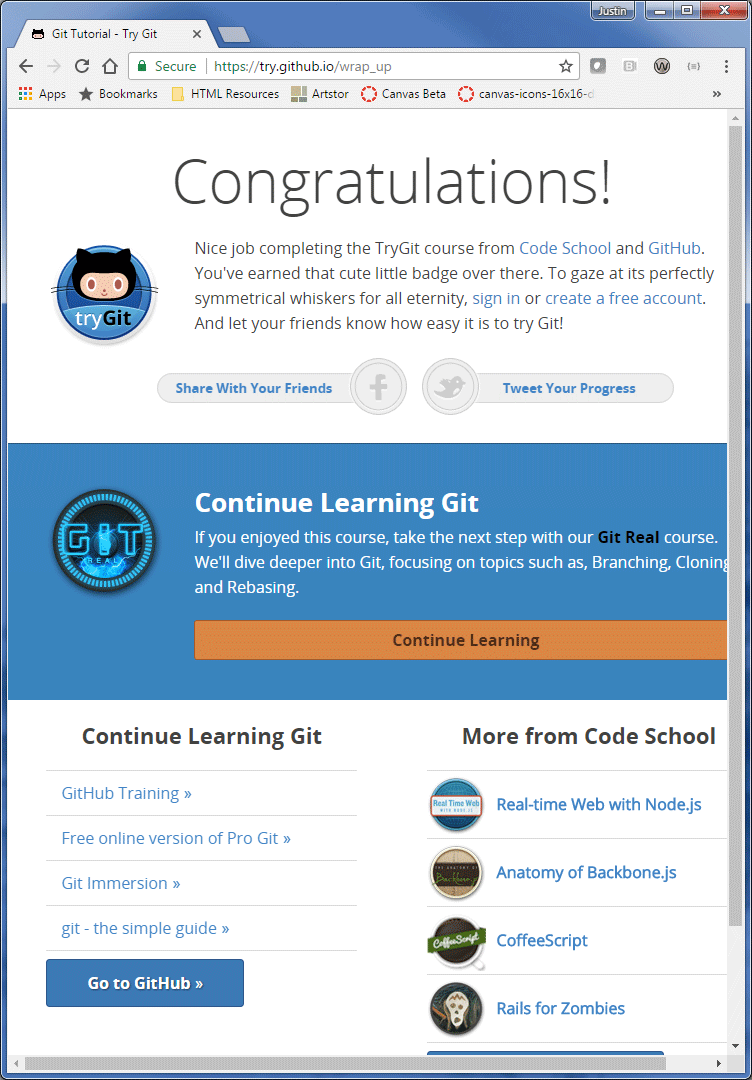 Justin
Git Tutorial - Try Git
Secure
https://try.github.io/wrap_up
Apps
Bookmarks
HTML Resources
Artstor
Canvas Beta
canvas-icons-16x16-c
»
Congratulations!
Nice job completing the TryGit course from Code School and GitHub.
You've earned that cute little badge over there. To gaze at its perfectly
symmetrical whiskers for all eternity, sign in or create a free account.
And let your friends know how easy it is to try Git!
tryGit
Share With Your Friends
Tweet Your Progress
GIT
REAL
Continue Learning Git
If you enjoyed this course, take the next step with our Git Real course.
We'll dive deeper into Git, focusing on topics such as, Branching, Cloning
and Rebasing.
Continue Learning
Continue Learning Git
GitHub Training »
Free online version of Pro Git »
Git Immersion »
git - the simple guide »
Go to GitHub »
More from Code School
Real Time Web
WITH NODE.JS
Real-time Web with Node.js
THE ANATOMY OF
Backbone.js
Anatomy of Backbone.js
CoffeeScript
CoffeeScript
Rails for Zombies